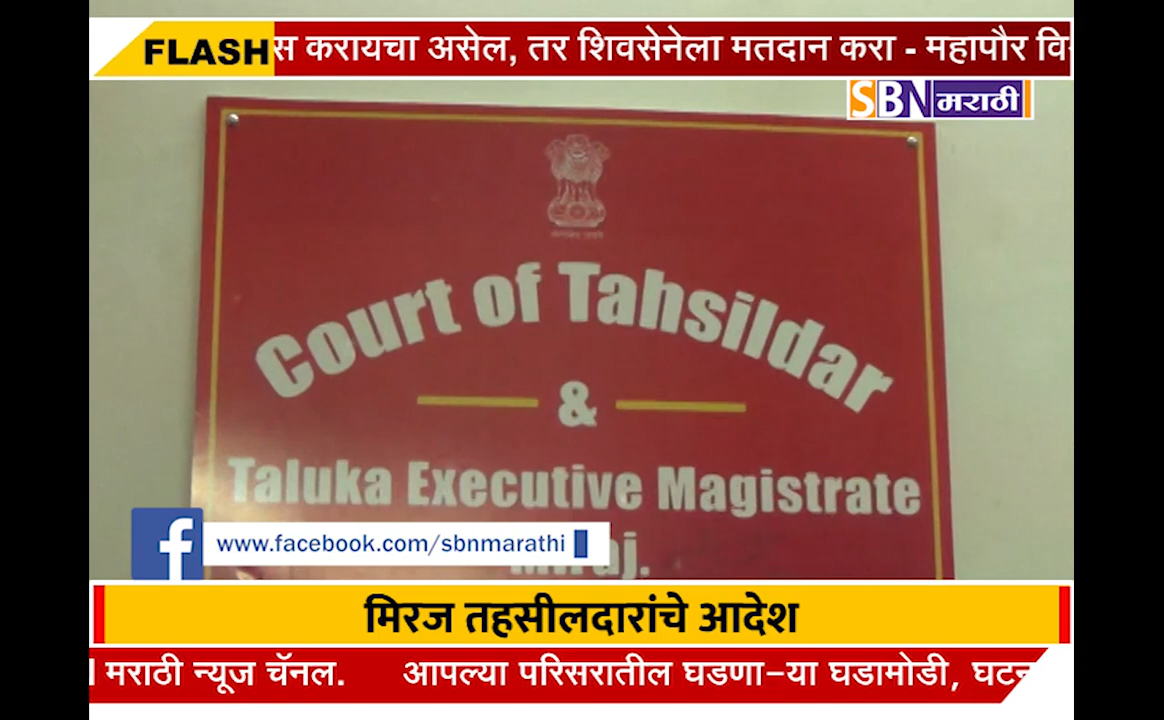 FLASH स करायचा असेल, तर शिवसेनेला मतदान करा - महापौर
SBN मराठी
Court of Tahsildar
&
Taluka Executive Magistrate
www.facebook.com/sbnmarathi
मिरज तहसीलदारांचे आदेश
मराठी न्यूज चॅनल. आपल्या परिसरातील घडणा-या घडामोडी,